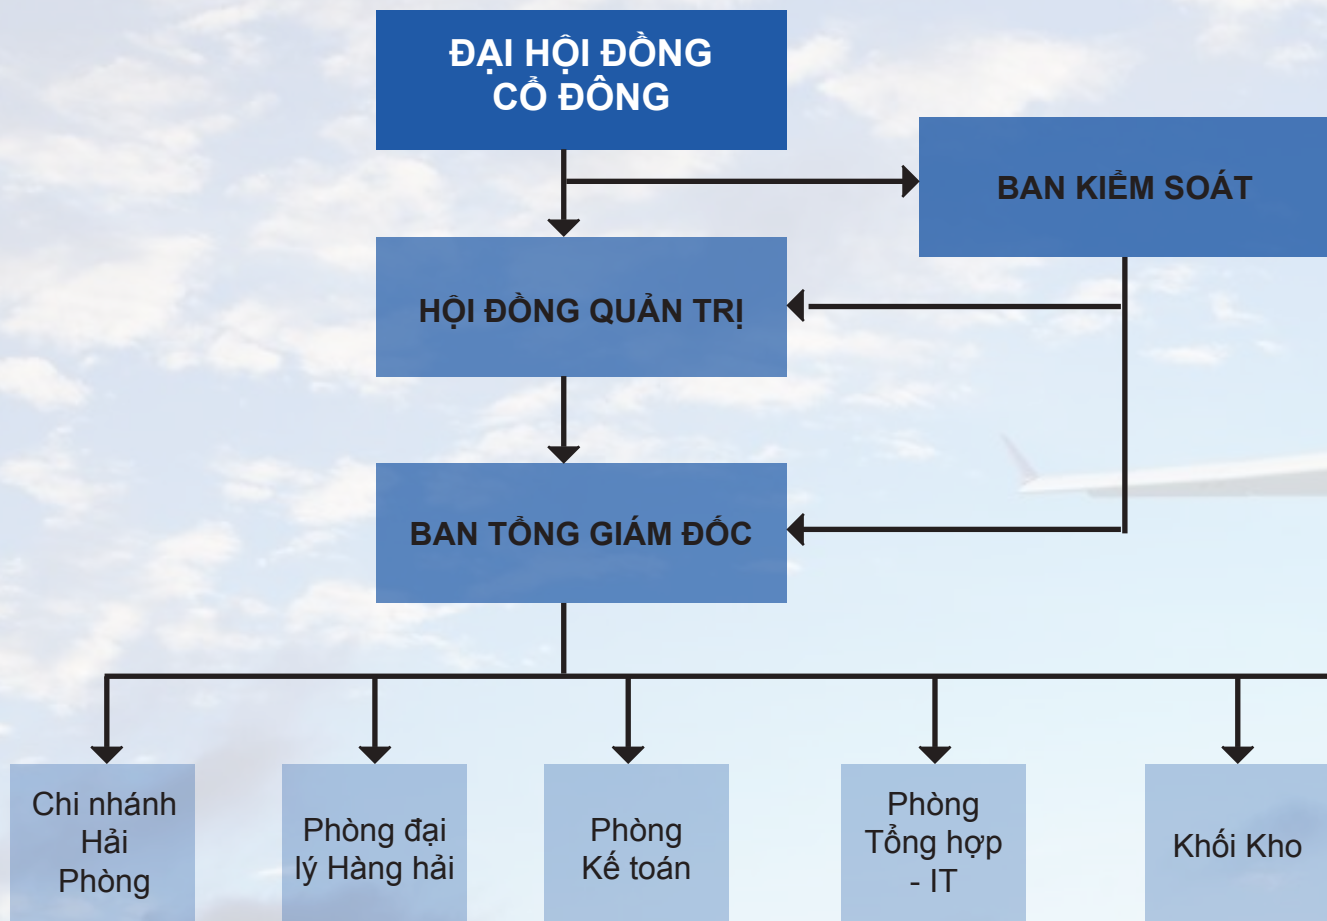 ĐẠI HỘI ĐỒNG
CỔ ĐÔNG
BAN KIỂM SOÁT
HỘI ĐỒNG QUẢN TRỊ
BAN TỔNG GIÁM ĐỐC
Chi nhánh
Hải
Phòng
Phòng đại
lý Hàng hải
Phòng
Kế toán
Phòng
Tổng hợp
- IT
Khối Kho